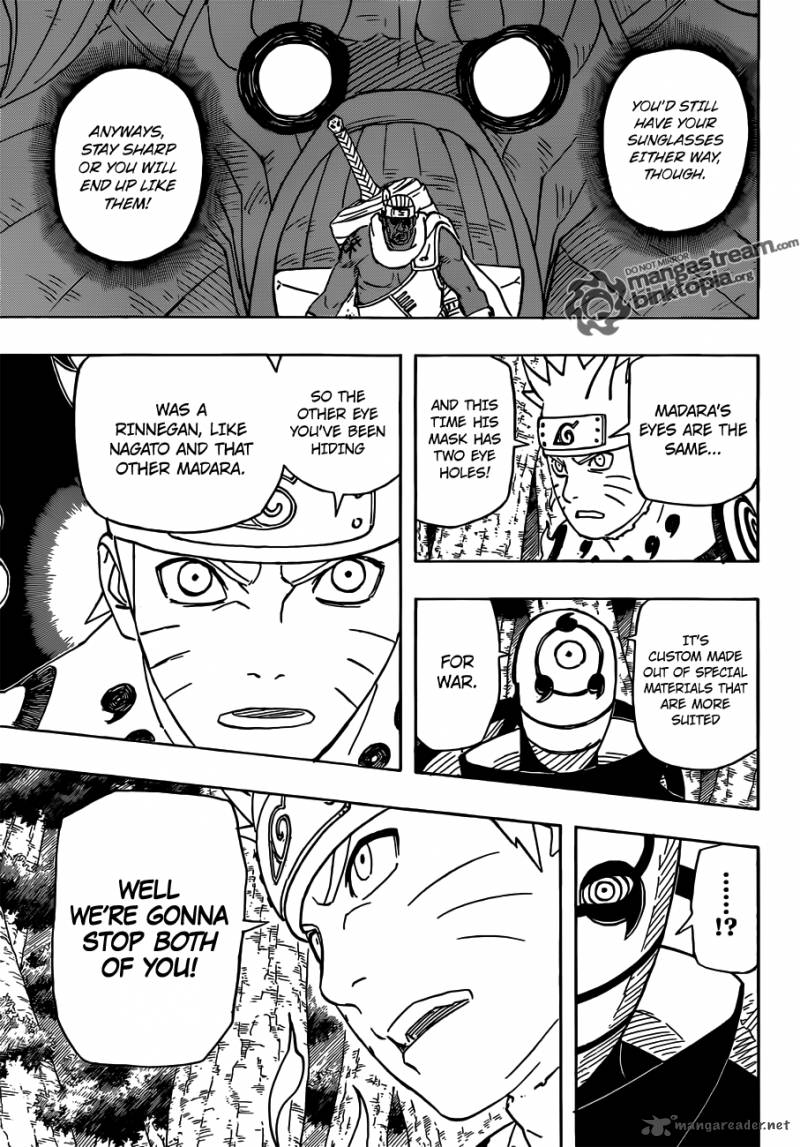 YOU'D STILL
HAVE YOUR
SUNGLASSES
EITHER WAY,
THOUGH.
ANYWAYS,
STAY SHARP
OR YOU WILL
END UP LIKE
THEM!
DO NOT MIRROR
mangastream.com
binktopia.org
MADARA'S
EYES ARE
THE SAME...
AND THIS
TIME HIS
MASK HAS
TWO EYE
HOLES!
SO THE
OTHER EYE
YOU'VE BEEN
HIDING
WAS A
RINNEGAN, LIKE
NAGATO AND THAT
OTHER MADARA.
IT'S
CUSTOM MADE
OUT OF SPECIAL
MATERIALS THAT
ARE MORE
SUITED
FOR
WAR.
......
!?
WELL
WE'RE GONNA
STOP BOTH
OF YOU!
mangareader.net